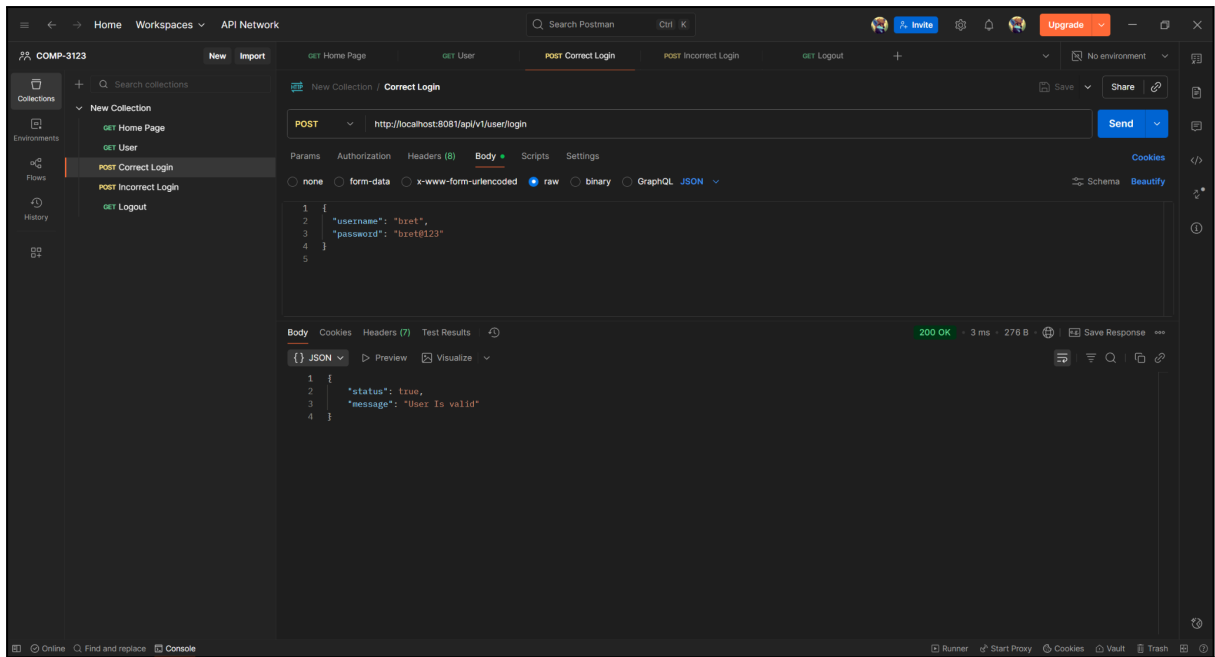 Home Workspaces API Network Search Postman Ctrl K Invite Upgrade
COMP-3123 New Import GET Home Page GET User POST Correct Login POST Incorrect Login GET Logout No environment
Collections
Environments
Flows
History
Search collections
New Collection
GET Home Page
GET User
POST Correct Login
POST Incorrect Login
GET Logout
HTTP New Collection / Correct Login Save Share
POST http://localhost:8081/api/v1/user/login Send
Params Authorization Headers (8) Body Scripts Settings Cookies
none form-data x-www-form-urlencoded raw binary GraphQL JSON Schema Beautify
1 {
2 "username": "bret",
3 "password": "bret@123"
4 }
5
Body Cookies Headers (7) Test Results 200 OK 3 ms 276 B Save Response
{} JSON Preview Visualize
1 {
2 "status": true,
3 "message": "User Is valid"
4 }
Online Find and replace Console Runner Start Proxy Cookies Vault Trash